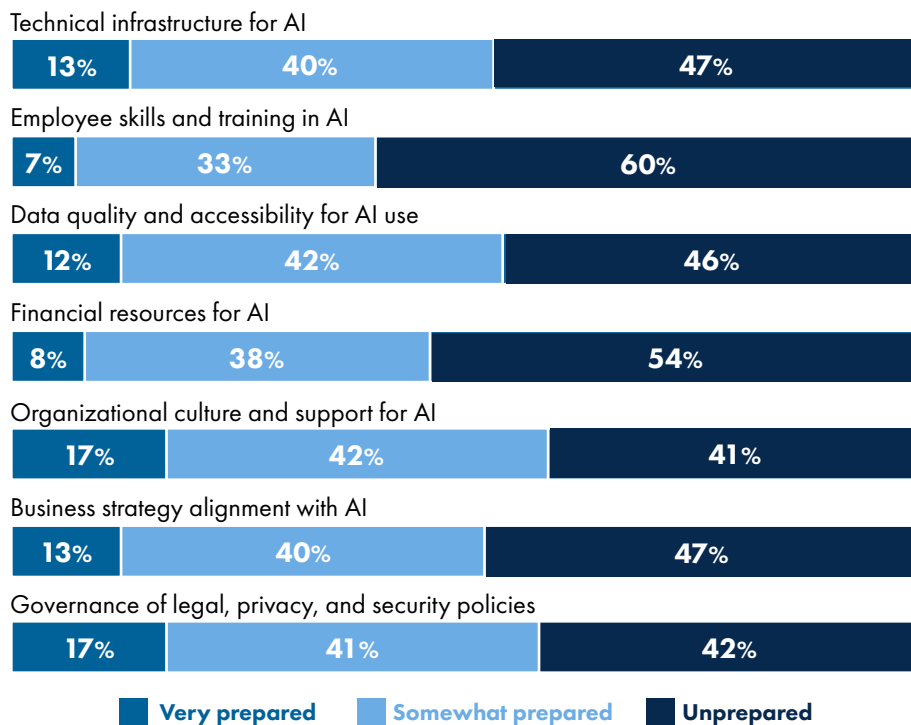 Technical infrastructure for AI
13% 40% 47%
Employee skills and training in AI
7% 33% 60%
Data quality and accessibility for AI use
12% 42% 46%
Financial resources for AI
8% 38% 54%
Organizational culture and support for AI
17% 42% 41%
Business strategy alignment with AI
13% 40% 47%
Governance of legal, privacy, and security policies
17% 41% 42%
Very prepared Somewhat prepared Unprepared